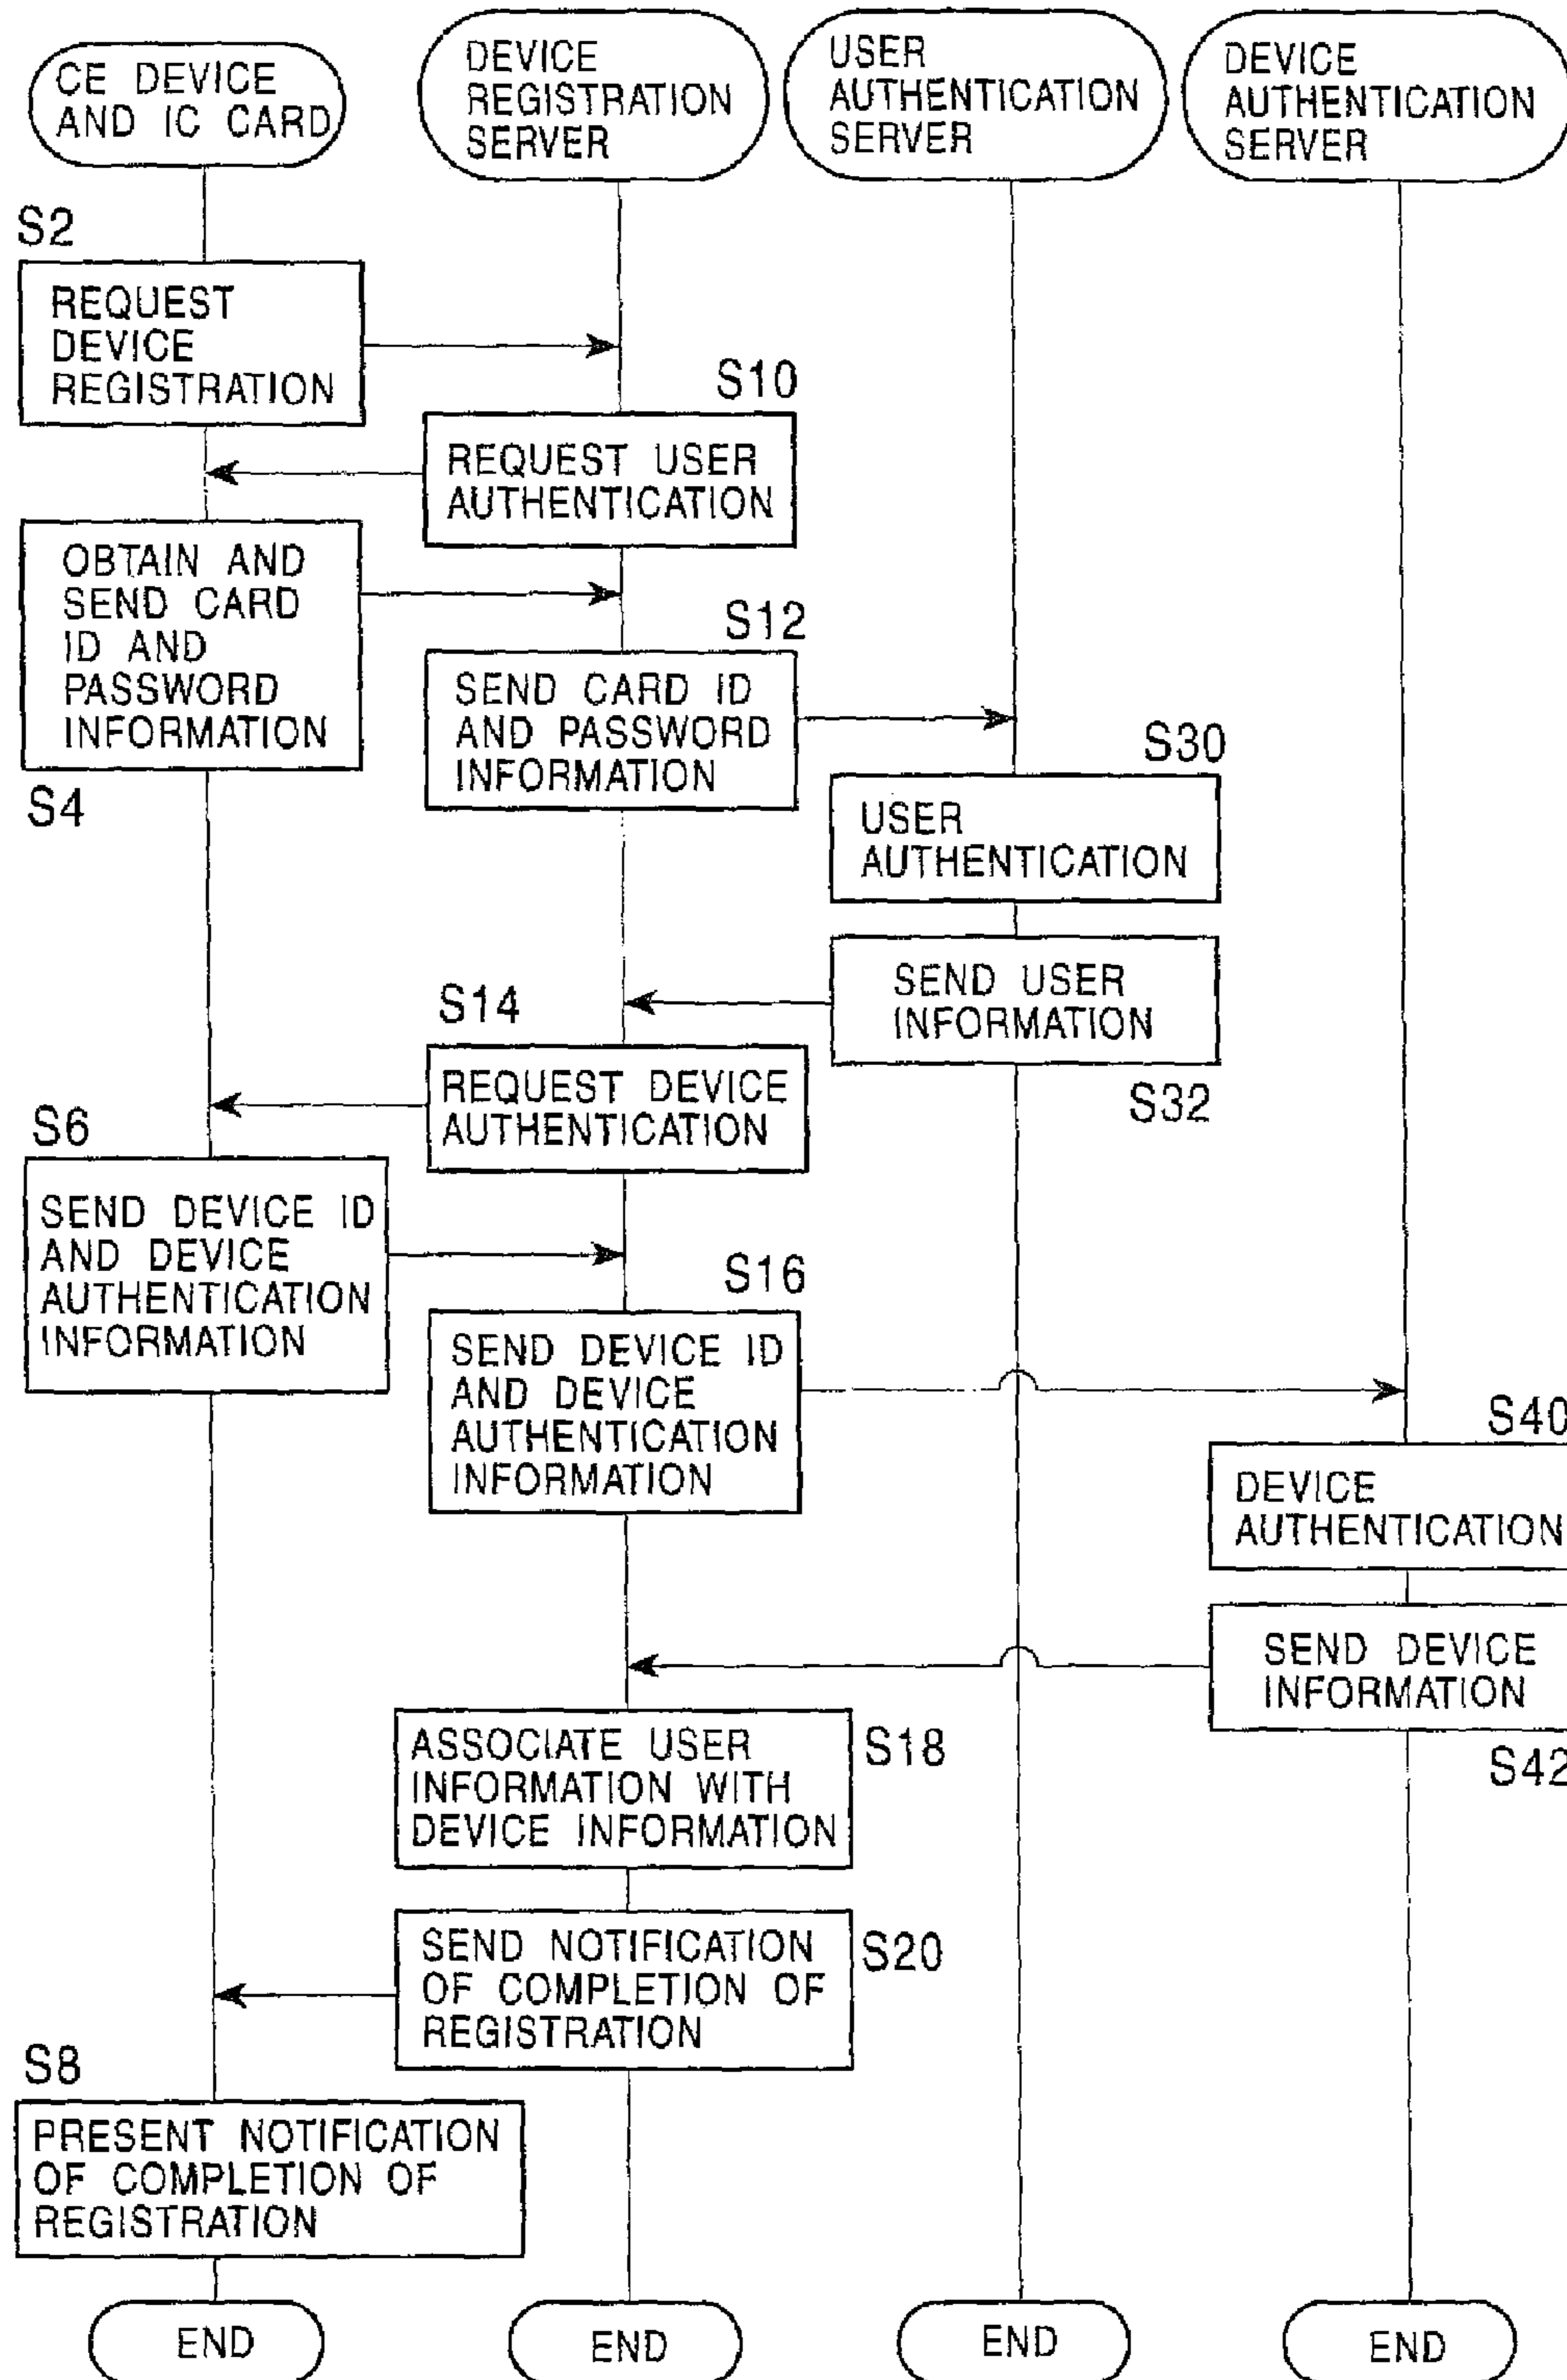 CE DEVICE
AND IC CARD
DEVICE
REGISTRATION
SERVER
USER
AUTHENTICATION
SERVER
DEVICE
AUTHENTICATION
SERVER
S2
REQUEST
DEVICE
REGISTRATION
S10
REQUEST USER
AUTHENTICATION
OBTAIN AND
SEND CARD
ID AND
PASSWORD
INFORMATION
S4
S12
SEND CARD ID
AND PASSWORD
INFORMATION
S30
USER
AUTHENTICATION
SEND USER
INFORMATION
S32
S14
REQUEST DEVICE
AUTHENTICATION
S6
SEND DEVICE ID
AND DEVICE
AUTHENTICATION
INFORMATION
S16
SEND DEVICE ID
AND DEVICE
AUTHENTICATION
INFORMATION
S40
DEVICE
AUTHENTICATION
SEND DEVICE
INFORMATION
S42
ASSOCIATE USER
INFORMATION WITH
DEVICE INFORMATION
S18
SEND NOTIFICATION
OF COMPLETION OF
REGISTRATION
S20
S8
PRESENT NOTIFICATION
OF COMPLETION OF
REGISTRATION
END
END
END
END